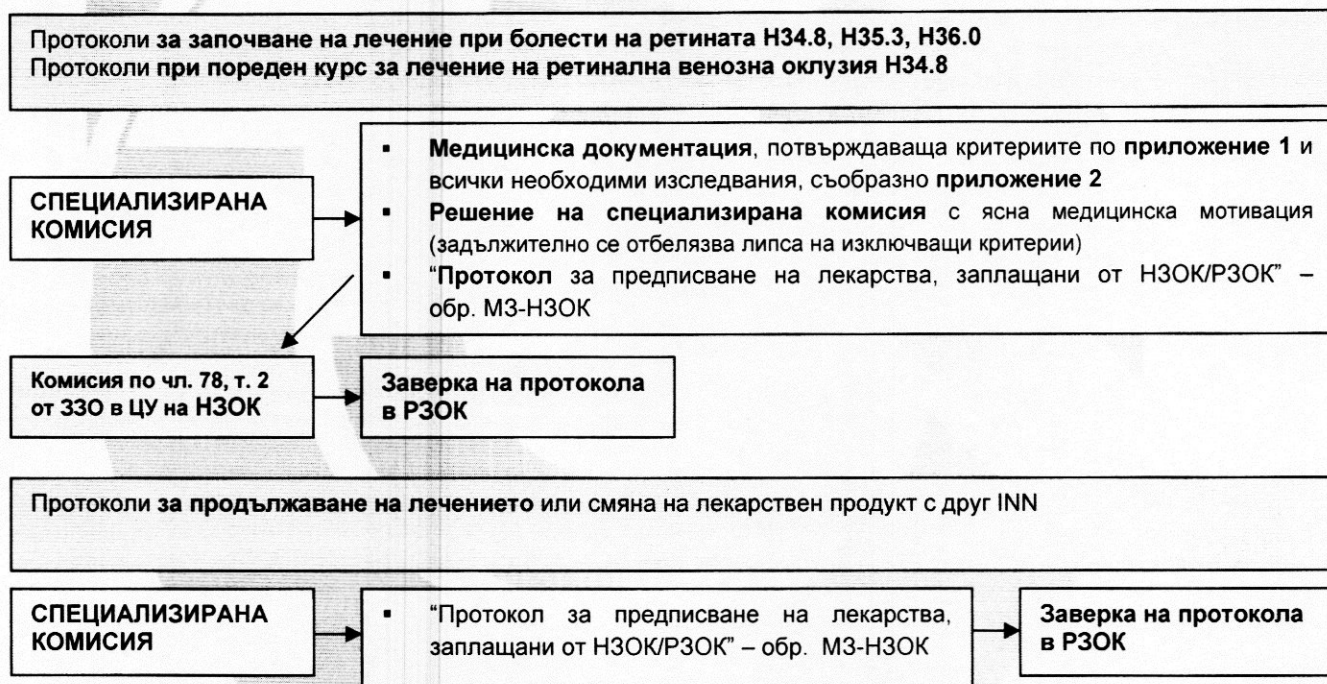 Протоколи за започване на лечение при болести на ретината H34.8, H35.3, H36.0
Протоколи при пореден курс за лечение на ретинална венозна оклузия H34.8
СПЕЦИАЛИЗИРАНА
КОМИСИЯ
▪ Медицинска документация, потвърждаваща критериите по приложение 1 и
всички необходими изследвания, съобразно приложение 2
▪ Решение на специализирана комисия с ясна медицинска мотивация
(задължително се отбелязва липса на изключващи критерии)
▪ “Протокол за предписване на лекарства, заплащани от НЗОК/РЗОК” –
обр. МЗ-НЗОК
Комисия по чл. 78, т. 2
от ЗЗО в ЦУ на НЗОК
Заверка на протокола
в РЗОК
Протоколи за продължаване на лечението или смяна на лекарствен продукт с друг INN
СПЕЦИАЛИЗИРАНА
КОМИСИЯ
▪ “Протокол за предписване на лекарства,
заплащани от НЗОК/РЗОК” – обр. МЗ-НЗОК
Заверка на протокола
в РЗОК